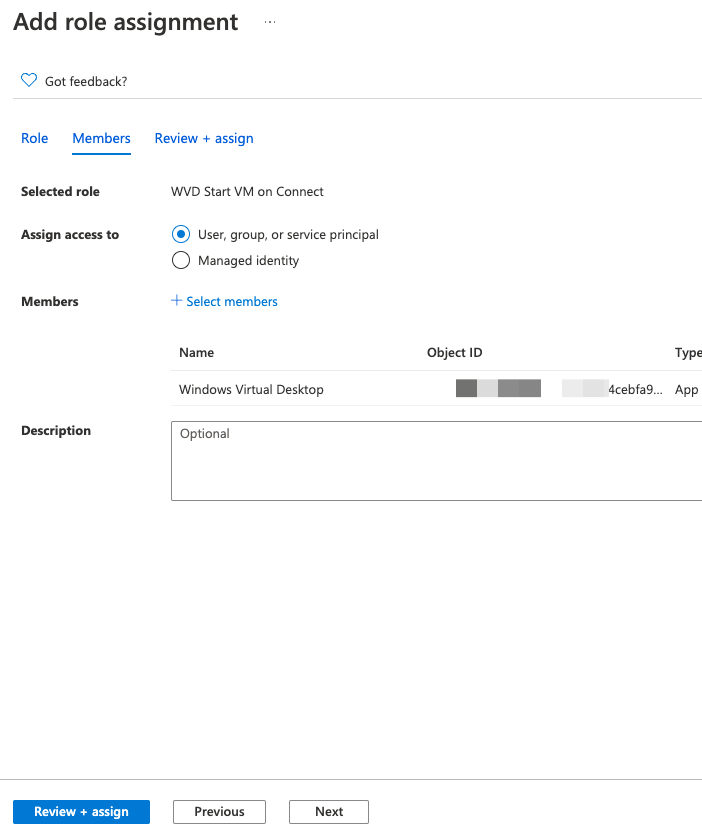 Add role assignment ...
Got feedback?
Role Members Review + assign
Selected role WVD Start VM on Connect
Assign access to User, group, or service principal
Managed identity
Members + Select members
Name Object ID Type
Windows Virtual Desktop 4cebfa9... App
Description Optional
Review + assign Previous Next